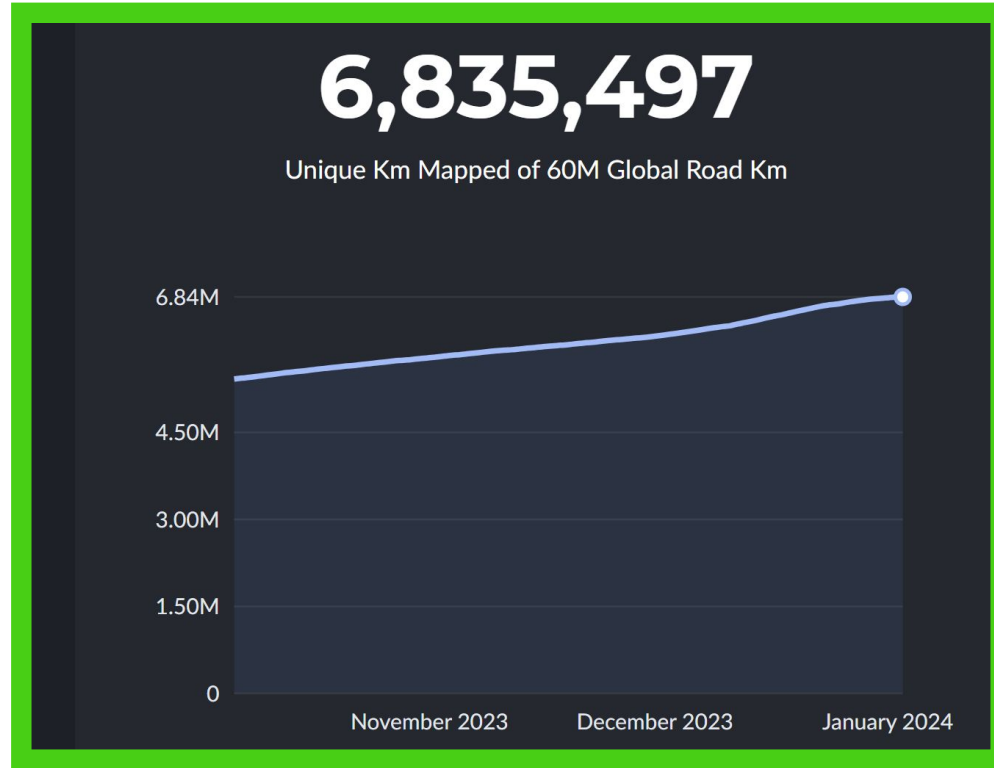 6,835,497
Unique Km Mapped of 60M Global Road Km
6.84M
4.50M
3.00M
1.50M
0
November 2023 December 2023 January 2024